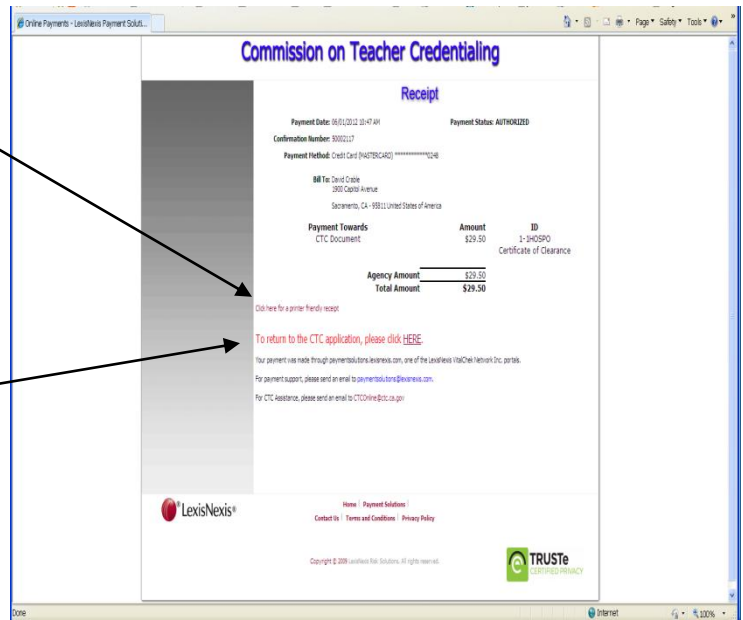 Online Payments - LexisNexis Payment Soluti...
Page Safety Tools
Commission on Teacher Credentialing
Receipt
Payment Date: 06/01/2012 10:47 AM Payment Status: AUTHORIZED
Confirmation Number: 90002117
Payment Method: Credit Card (MASTERCARD) ************0248
Bill To: David Crable
1900 Capitol Avenue
Sacramento, CA - 95811 United States of America
Payment Towards Amount ID
CTC Document $29.50 1-1HOSPO
Certificate of Clearance
Agency Amount $29.50
Total Amount $29.50
Click here for a printer friendly receipt
To return to the CTC application, please click HERE.
Your payment was made through paymentsolutions.lexisnexis.com, one of the LexisNexis VitalChek Network Inc. portals.
For payment support, please send an email to paymentsolutions@lexisnexis.com.
For CTC Assistance, please send an email to CTCOnline@ctc.ca.gov
LexisNexis®
Home | Payment Solutions |
Contact Us | Terms and Conditions | Privacy Policy
Copyright © 2009 LexisNexis Risk Solutions. All rights reserved.
TRUSTe
CERTIFIED PRIVACY
Done Internet 100%